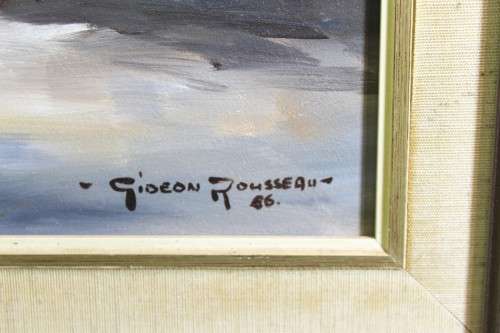 - GIDEON ROUSSEAU -
86.